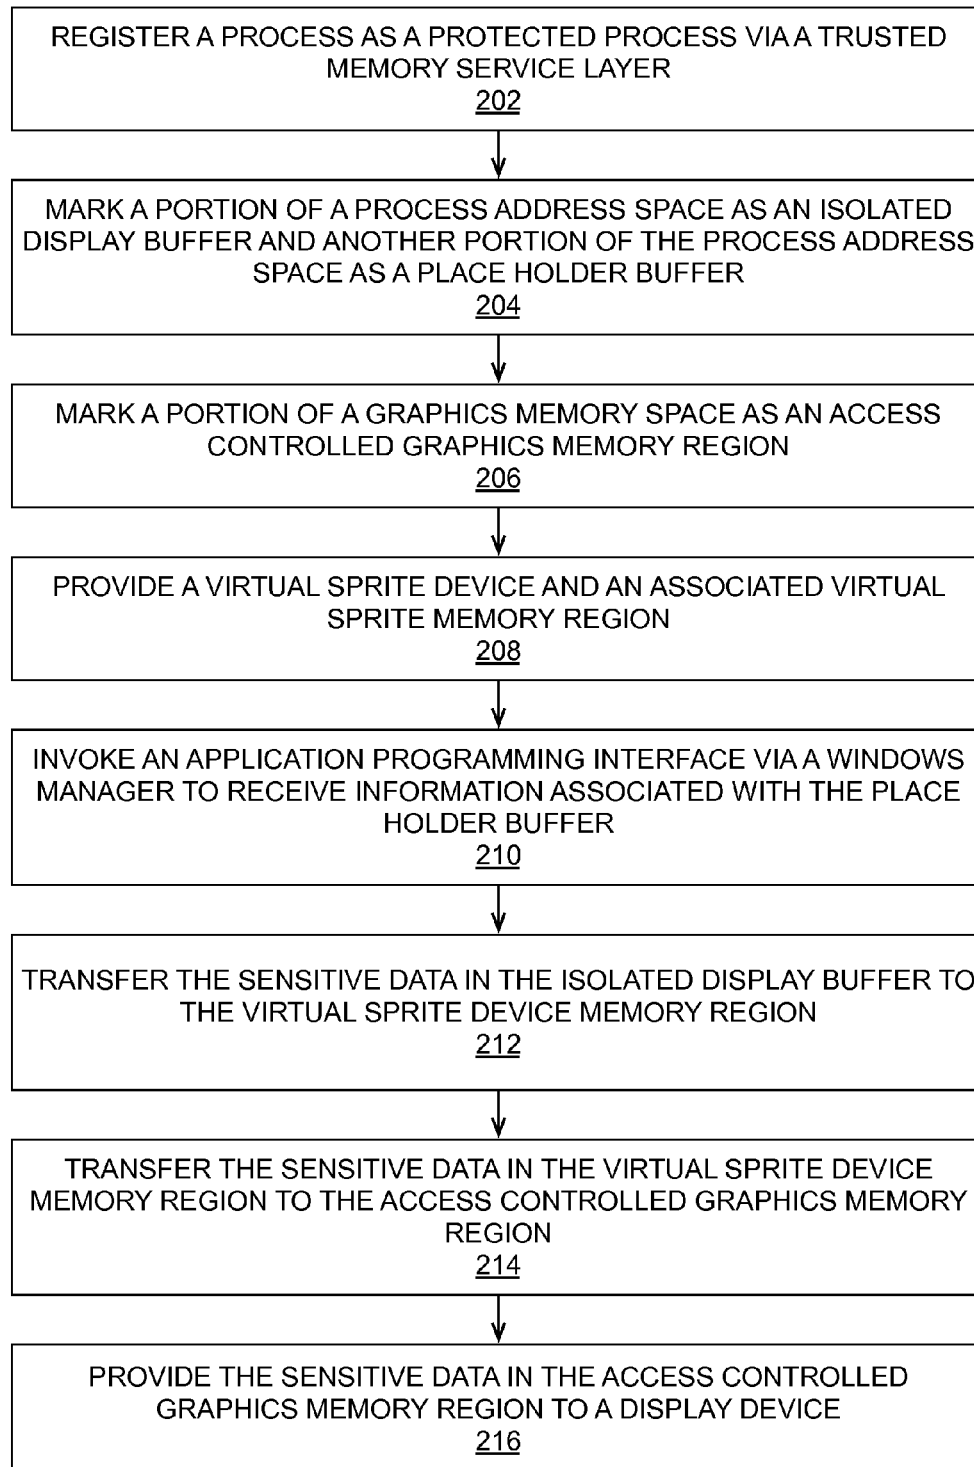 REGISTER A PROCESS AS A PROTECTED PROCESS VIA A TRUSTED
MEMORY SERVICE LAYER
202
MARK A PORTION OF A PROCESS ADDRESS SPACE AS AN ISOLATED
DISPLAY BUFFER AND ANOTHER PORTION OF THE PROCESS ADDRESS
SPACE AS A PLACE HOLDER BUFFER
204
MARK A PORTION OF A GRAPHICS MEMORY SPACE AS AN ACCESS
CONTROLLED GRAPHICS MEMORY REGION
206
PROVIDE A VIRTUAL SPRITE DEVICE AND AN ASSOCIATED VIRTUAL
SPRITE MEMORY REGION
208
INVOKE AN APPLICATION PROGRAMMING INTERFACE VIA A WINDOWS
MANAGER TO RECEIVE INFORMATION ASSOCIATED WITH THE PLACE
HOLDER BUFFER
210
TRANSFER THE SENSITIVE DATA IN THE ISOLATED DISPLAY BUFFER TO
THE VIRTUAL SPRITE DEVICE MEMORY REGION
212
TRANSFER THE SENSITIVE DATA IN THE VIRTUAL SPRITE DEVICE
MEMORY REGION TO THE ACCESS CONTROLLED GRAPHICS MEMORY
REGION
214
PROVIDE THE SENSITIVE DATA IN THE ACCESS CONTROLLED
GRAPHICS MEMORY REGION TO A DISPLAY DEVICE
216